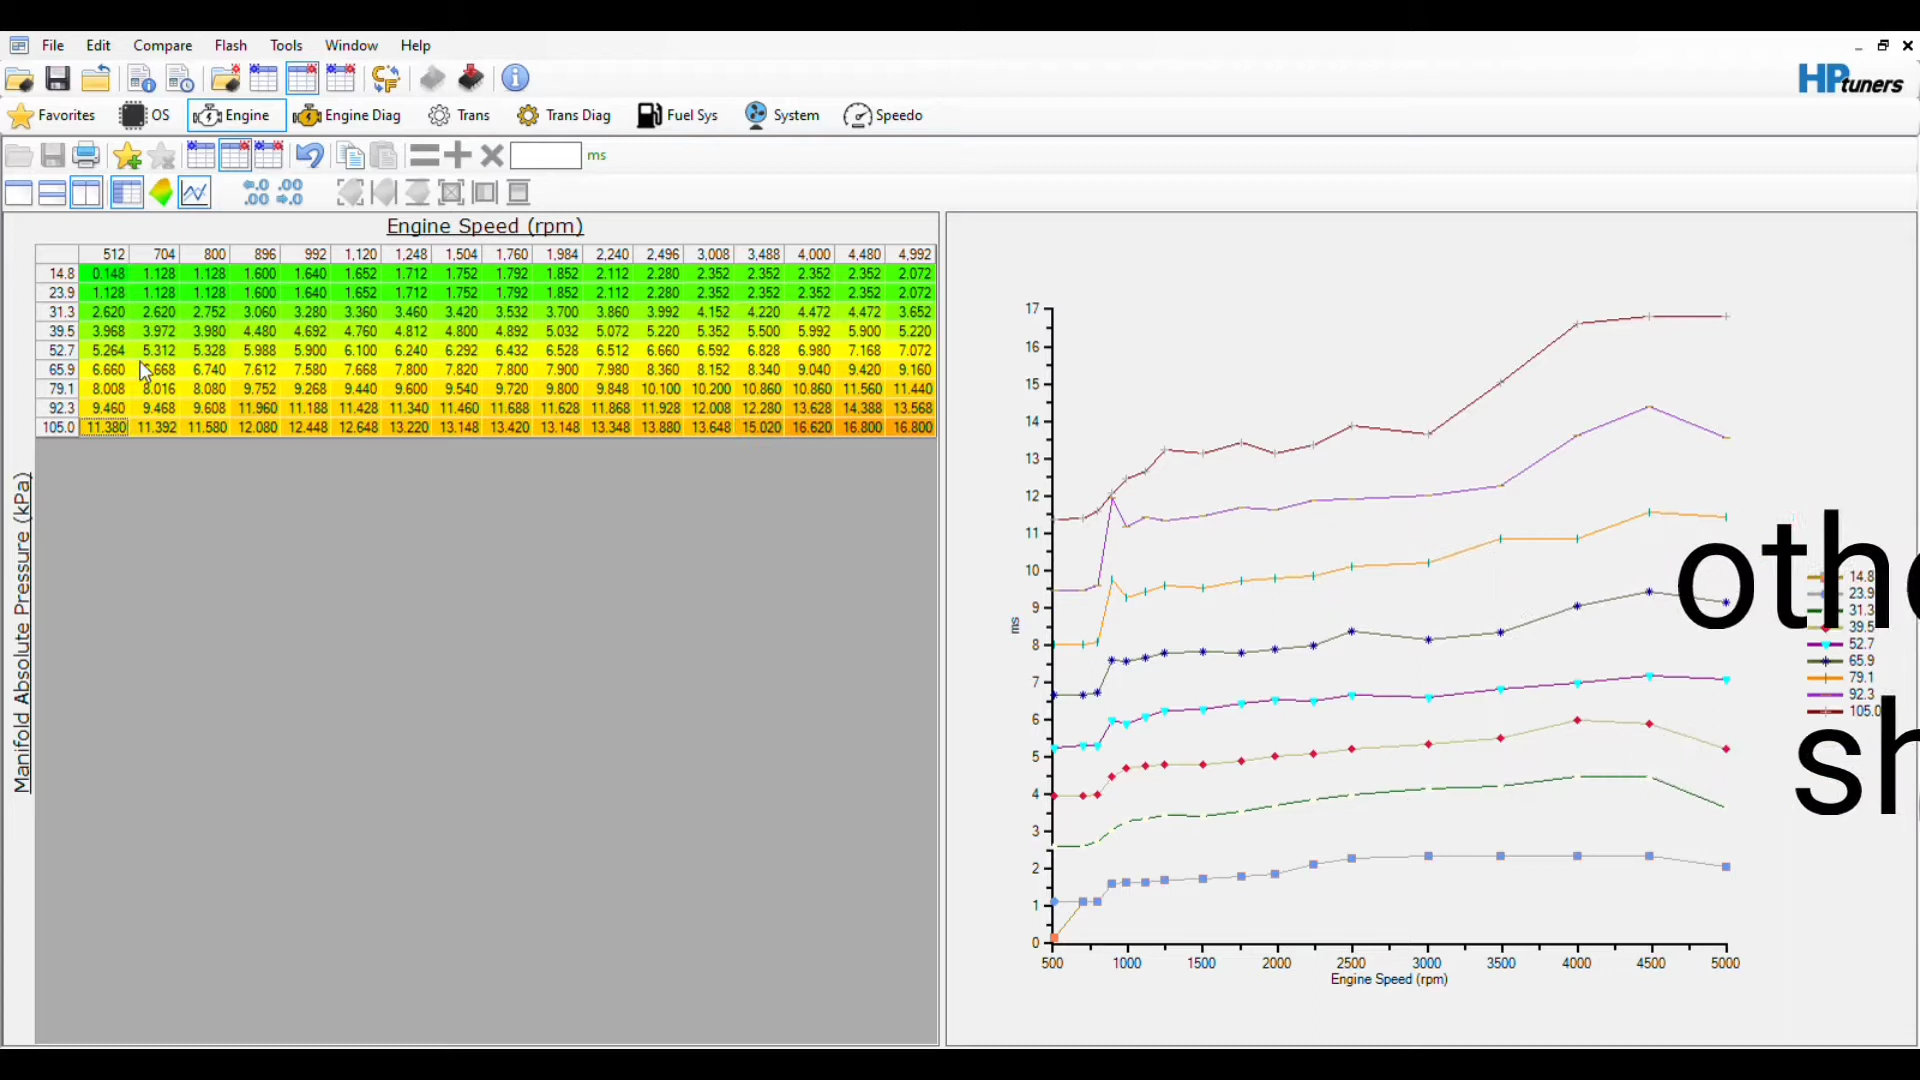 File Edit Compare Flash Tools Window Help
HPtuners
Favorites OS Engine Engine Diag Trans Trans Diag Fuel Sys System Speedo
ms
Engine Speed (rpm)
512 704 800 896 992 1,120 1,248 1,504 1,760 1,984 2,240 2,496 3,008 3,488 4,000 4,480 4,992
14.8 0.148 1.128 1.128 1.600 1.640 1.652 1.712 1.752 1.792 1.852 2.112 2.280 2.352 2.352 2.352 2.352 2.072
23.9 1.128 1.128 1.128 1.600 1.640 1.652 1.712 1.752 1.792 1.852 2.112 2.280 2.352 2.352 2.352 2.352 2.072
31.3 2.620 2.620 2.752 3.060 3.280 3.360 3.460 3.420 3.532 3.700 3.860 3.992 4.152 4.220 4.472 4.472 3.652
39.5 3.968 3.972 3.980 4.480 4.692 4.760 4.812 4.800 4.892 5.032 5.072 5.220 5.352 5.500 5.992 5.900 5.220
52.7 5.264 5.312 5.328 5.988 5.900 6.100 6.240 6.292 6.432 6.528 6.512 6.660 6.592 6.828 6.980 7.168 7.072
65.9 6.660 .668 6.740 7.612 7.580 7.668 7.800 7.820 7.800 7.900 7.980 8.360 8.152 8.340 9.040 9.420 9.160
79.1 8.008 8.016 8.080 9.752 9.268 9.440 9.600 9.540 9.720 9.800 9.848 10.100 10.200 10.860 10.860 11.560 11.440
92.3 9.460 9.468 9.608 11.960 11.188 11.428 11.340 11.460 11.688 11.628 11.868 11.928 12.008 12.280 13.628 14.388 13.568
105.0 11.380 11.392 11.580 12.080 12.448 12.648 13.220 13.148 13.420 13.148 13.348 13.880 13.648 15.020 16.620 16.800 16.800
Manifold Absolute Pressure (kPa)
17
16
15
14
13
12
11
10
9
8
7
6
5
4
3
2
1
0
ms
500 1000 1500 2000 2500 3000 3500 4000 4500 5000
Engine Speed (rpm)
14.8
23.9
31.3
39.5
52.7
65.9
79.1
92.3
105.0
oth
sh